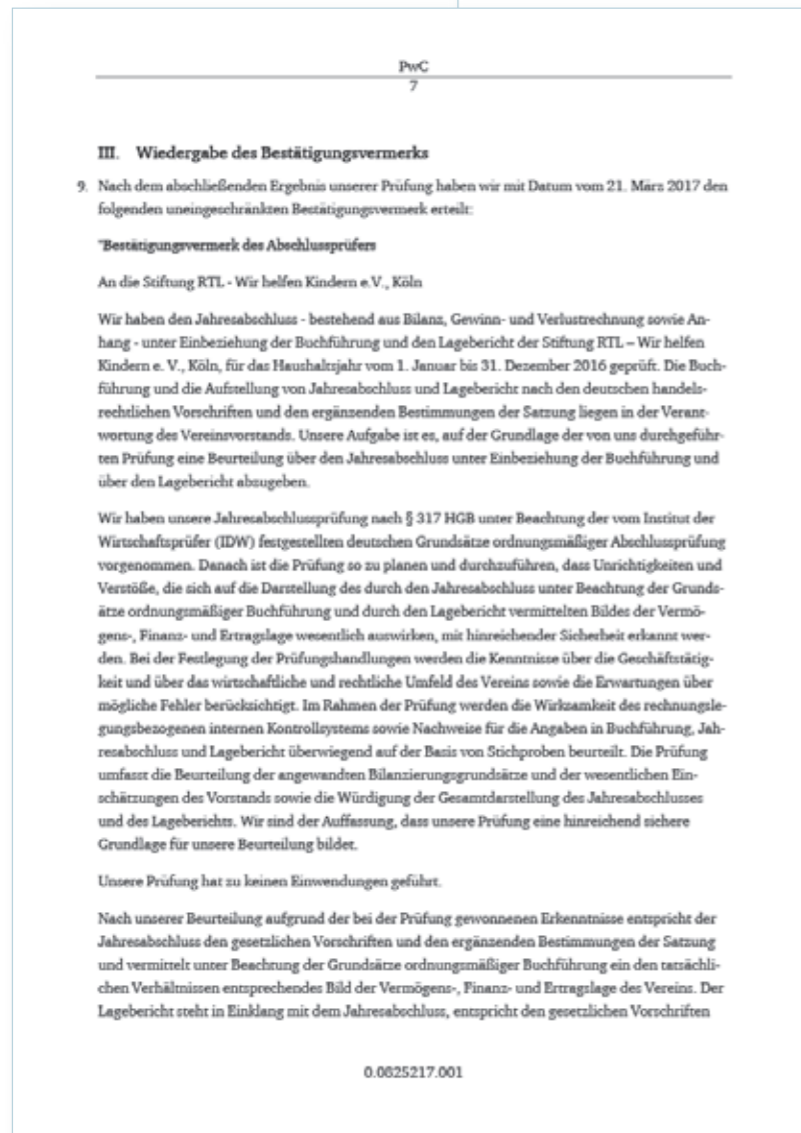 PwC
7
III. Wiedergabe des Bestätigungsvermerks
9. Nach dem abschließenden Ergebnis unserer Prüfung haben wir mit Datum vom 21. März 2017 den
folgenden uneingeschränkten Bestätigungsvermerk erteilt:
"Bestätigungsvermerk des Abschlussprüfers
An die Stiftung RTL - Wir helfen Kindern e.V., Köln
Wir haben den Jahresabschluss - bestehend aus Bilanz, Gewinn- und Verlustrechnung sowie An-
hang - unter Einbeziehung der Buchführung und den Lagebericht der Stiftung RTL – Wir helfen
Kindern e. V., Köln, für das Haushaltsjahr vom 1. Januar bis 31. Dezember 2016 geprüft. Die Buch-
führung und die Aufstellung von Jahresabschluss und Lagebericht nach den deutschen handels-
rechtlichen Vorschriften und den ergänzenden Bestimmungen der Satzung liegen in der Verant-
wortung des Vereinsvorstands. Unsere Aufgabe ist es, auf der Grundlage der von uns durchgeführ-
ten Prüfung eine Beurteilung über den Jahresabschluss unter Einbeziehung der Buchführung und
über den Lagebericht abzugeben.
Wir haben unsere Jahresabschlussprüfung nach § 317 HGB unter Beachtung der vom Institut der
Wirtschaftsprüfer (IDW) festgestellten deutschen Grundsätze ordnungsmäßiger Abschlussprüfung
vorgenommen. Danach ist die Prüfung so zu planen und durchzuführen, dass Unrichtigkeiten und
Verstöße, die sich auf die Darstellung des durch den Jahresabschluss unter Beachtung der Grunds-
ätze ordnungsmäßiger Buchführung und durch den Lagebericht vermittelten Bildes der Vermö-
gens-, Finanz- und Ertragslage wesentlich auswirken, mit hinreichender Sicherheit erkannt wer-
den. Bei der Festlegung der Prüfungshandlungen werden die Kenntnisse über die Geschäftstätig-
keit und über das wirtschaftliche und rechtliche Umfeld des Vereins sowie die Erwartungen über
mögliche Fehler berücksichtigt. Im Rahmen der Prüfung werden die Wirksamkeit des rechnungsle-
gungsbezogenen internen Kontrollsystems sowie Nachweise für die Angaben in Buchführung, Jah-
resabschluss und Lagebericht überwiegend auf der Basis von Stichproben beurteilt. Die Prüfung
umfasst die Beurteilung der angewandten Bilanzierungsgrundsätze und der wesentlichen Ein-
schätzungen des Vorstands sowie die Würdigung der Gesamtdarstellung des Jahresabschlusses
und des Lageberichts. Wir sind der Auffassung, dass unsere Prüfung eine hinreichend sichere
Grundlage für unsere Beurteilung bildet.
Unsere Prüfung hat zu keinen Einwendungen geführt.
Nach unserer Beurteilung aufgrund der bei der Prüfung gewonnenen Erkenntnisse entspricht der
Jahresabschluss den gesetzlichen Vorschriften und den ergänzenden Bestimmungen der Satzung
und vermittelt unter Beachtung der Grundsätze ordnungsmäßiger Buchführung ein den tatsächli-
chen Verhältnissen entsprechendes Bild der Vermögens-, Finanz- und Ertragslage des Vereins. Der
Lagebericht steht in Einklang mit dem Jahresabschluss, entspricht den gesetzlichen Vorschriften
0.0825217.001